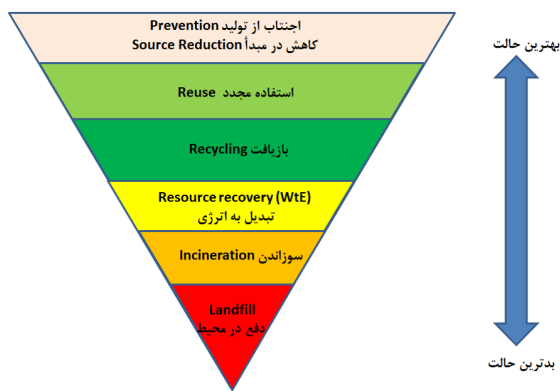 اجتناب از تولید Prevention
کاهش در مبدأ Source Reduction
بهترین حالت
استفاده مجدد Reuse
بازیافت Recycling
Resource recovery (WtE)
تبدیل به انرژی
سوزاندن Incineration
Landfill
دفع در محیط
بدترین حالت